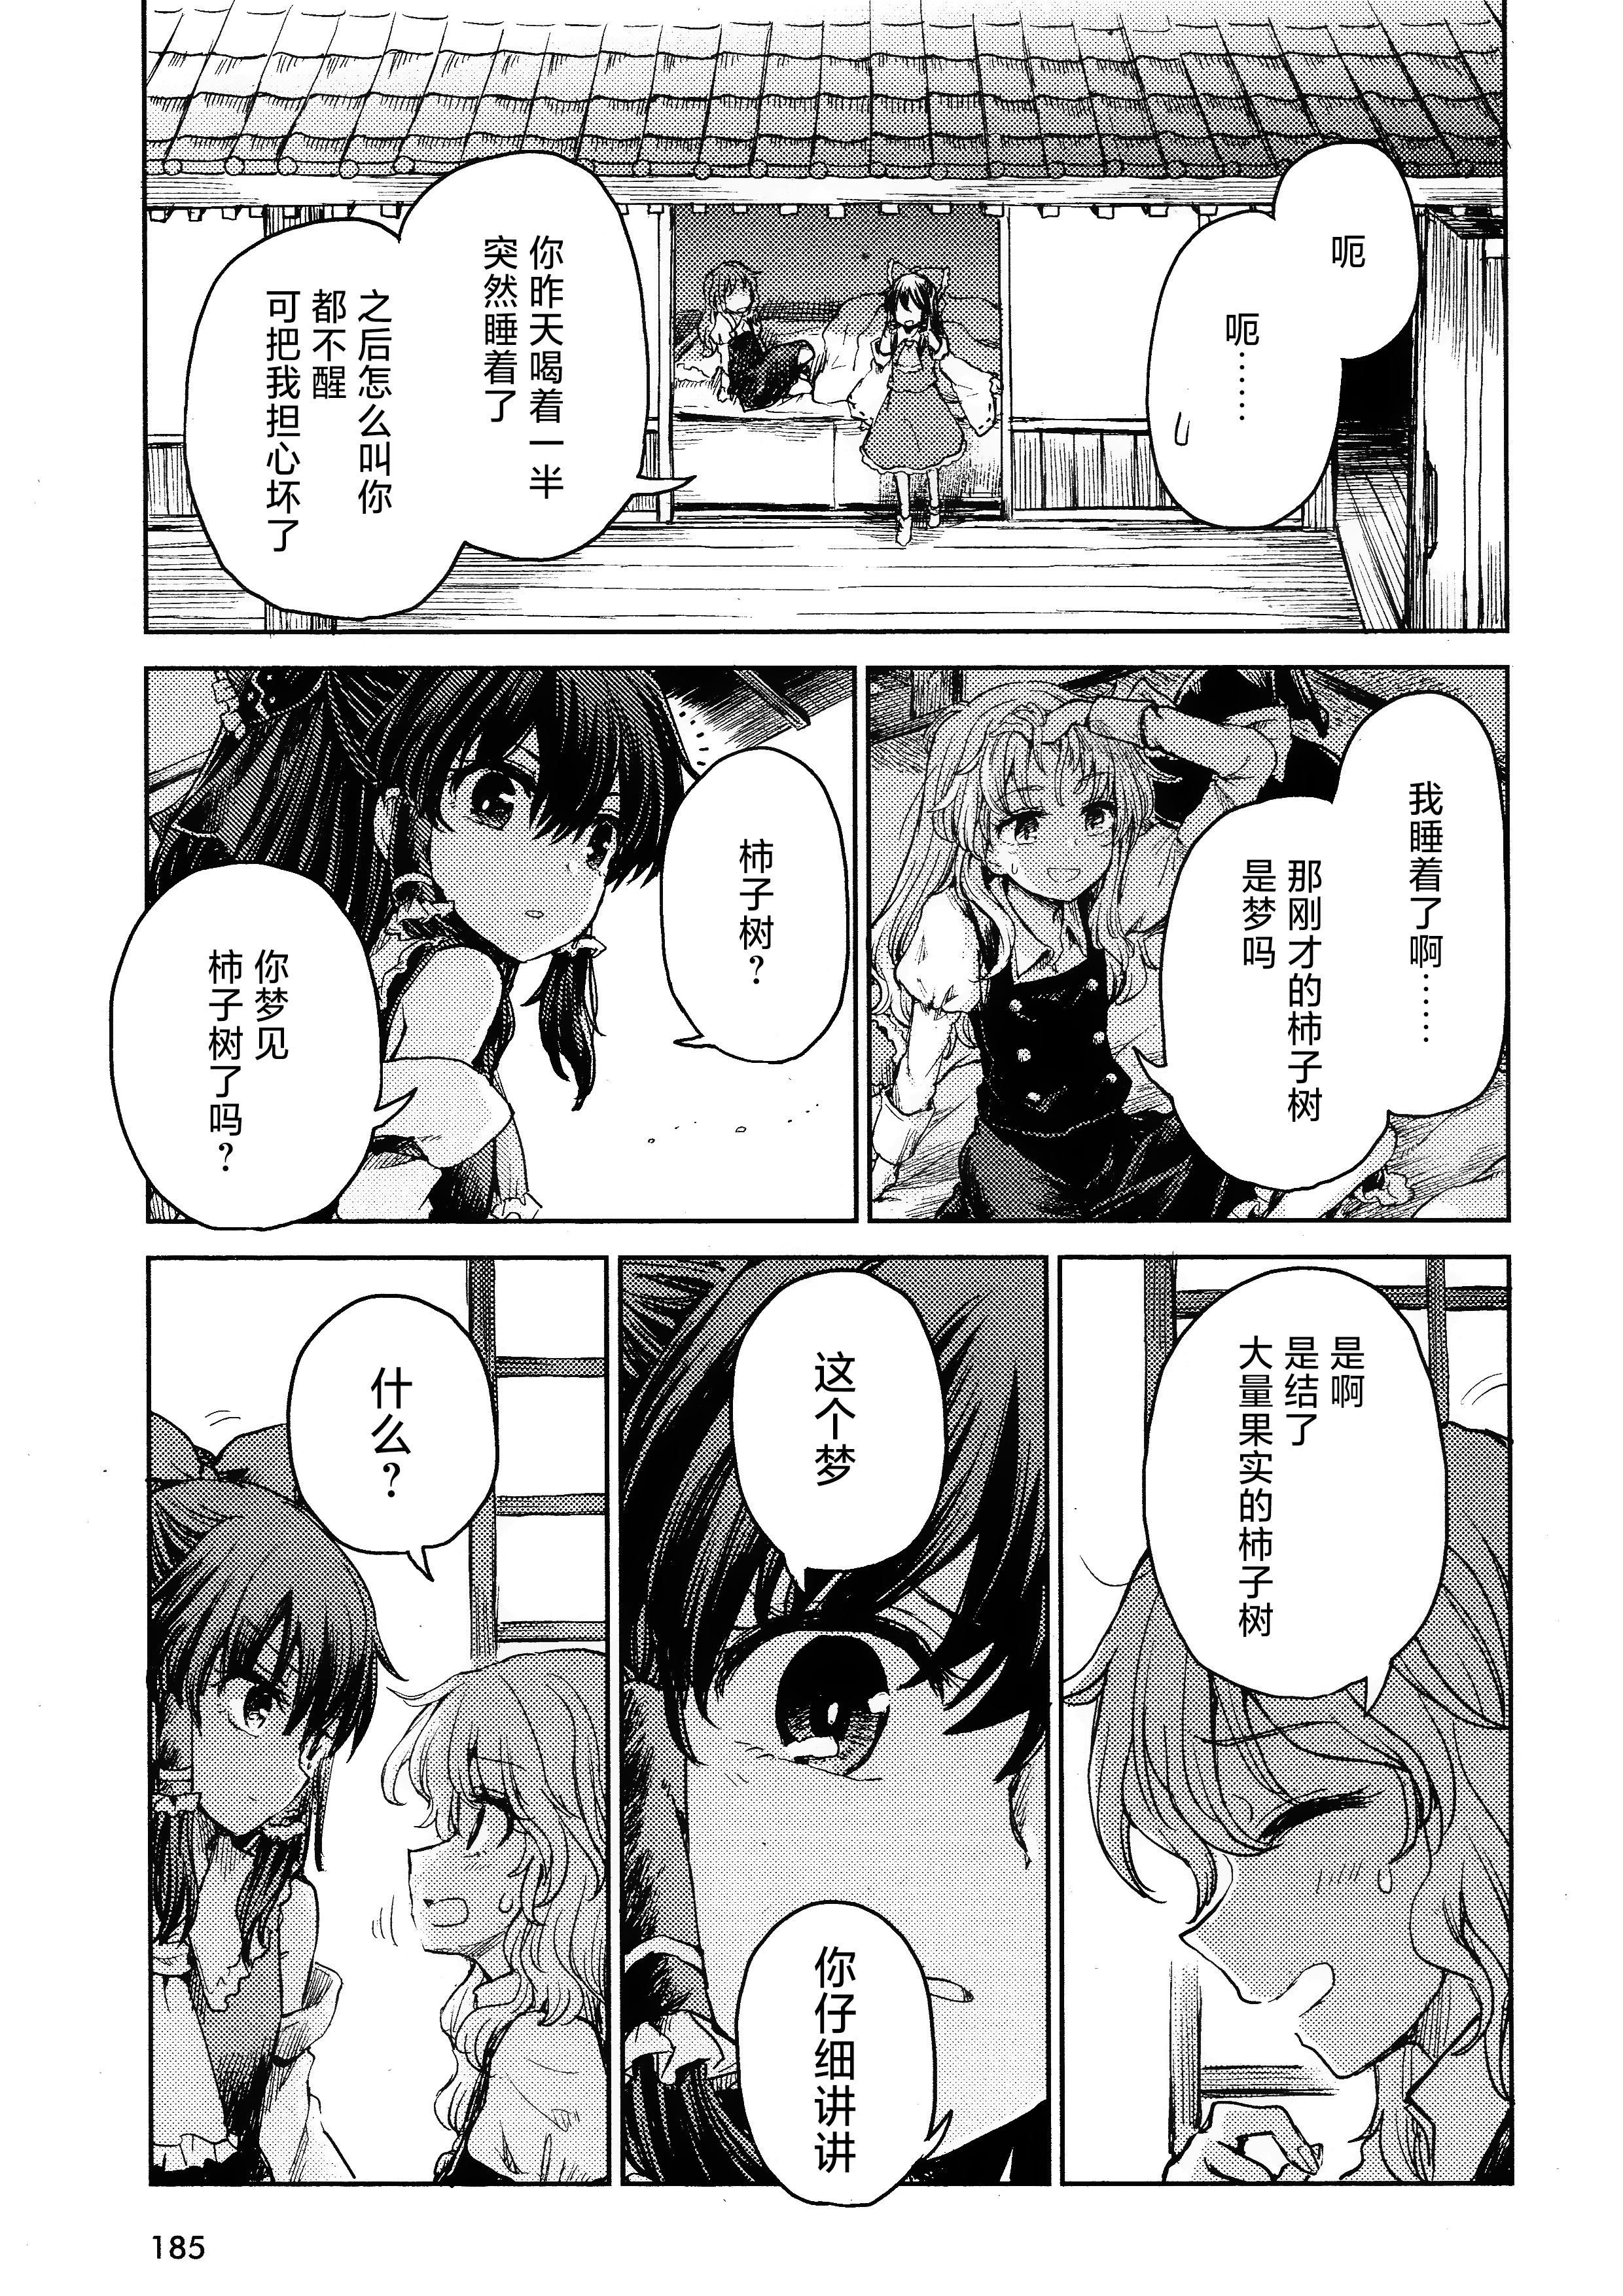 呃
呃……
你昨天喝着一半
突然睡着了
之后怎么叫你
都不醒
可把我担心坏了
我睡着了啊……
那刚才的柿子树
是梦吗
柿子树？
你梦见
柿子树了吗？
是啊
是结了
大量果实的柿子树
这个梦
你仔细讲讲
什么？
185